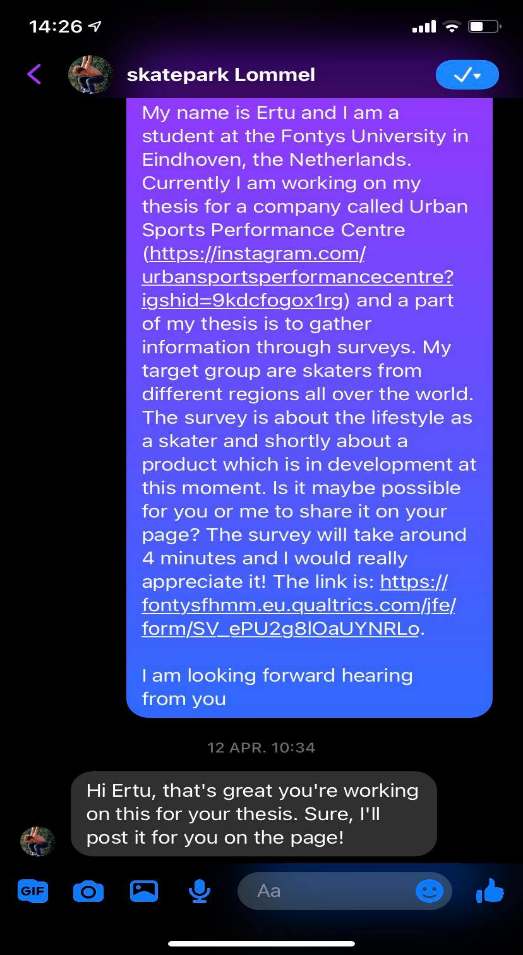 14:26
skatepark Lommel
My name is Ertu and I am a
student at the Fontys University in
Eindhoven, the Netherlands.
Currently I am working on my
thesis for a company called Urban
Sports Performance Centre
(https://instagram.com/
urbansportsperformancecentre?
igshid=9kdcfogox1rg) and a part
of my thesis is to gather
information through surveys. My
target group are skaters from
different regions all over the world.
The survey is about the lifestyle as
a skater and shortly about a
product which is in development at
this moment. Is it maybe possible
for you or me to share it on your
page? The survey will take around
4 minutes and I would really
appreciate it! The link is: https://
fontysfhmm.eu.qualtrics.com/jfe/
form/SV_ePU2g8lOaUYNRLo.
I am looking forward hearing
from you
12 APR. 10:34
Hi Ertu, that's great you're working
on this for your thesis. Sure, I'll
post it for you on the page!
GIF
Aa